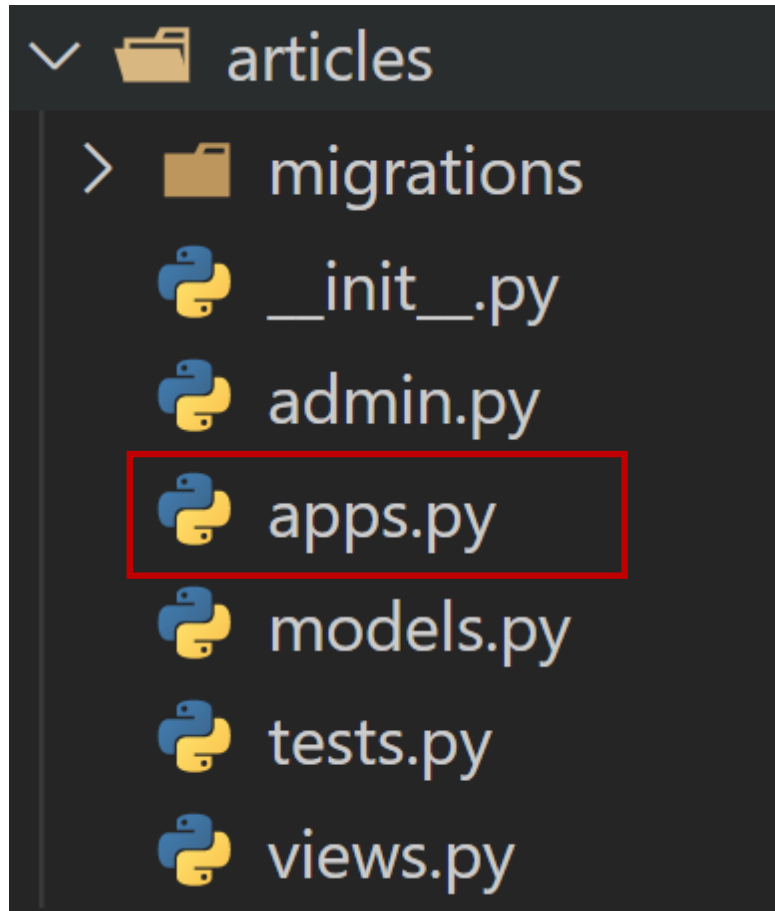 articles
migrations
__init__.py
admin.py
apps.py
models.py
tests.py
views.py